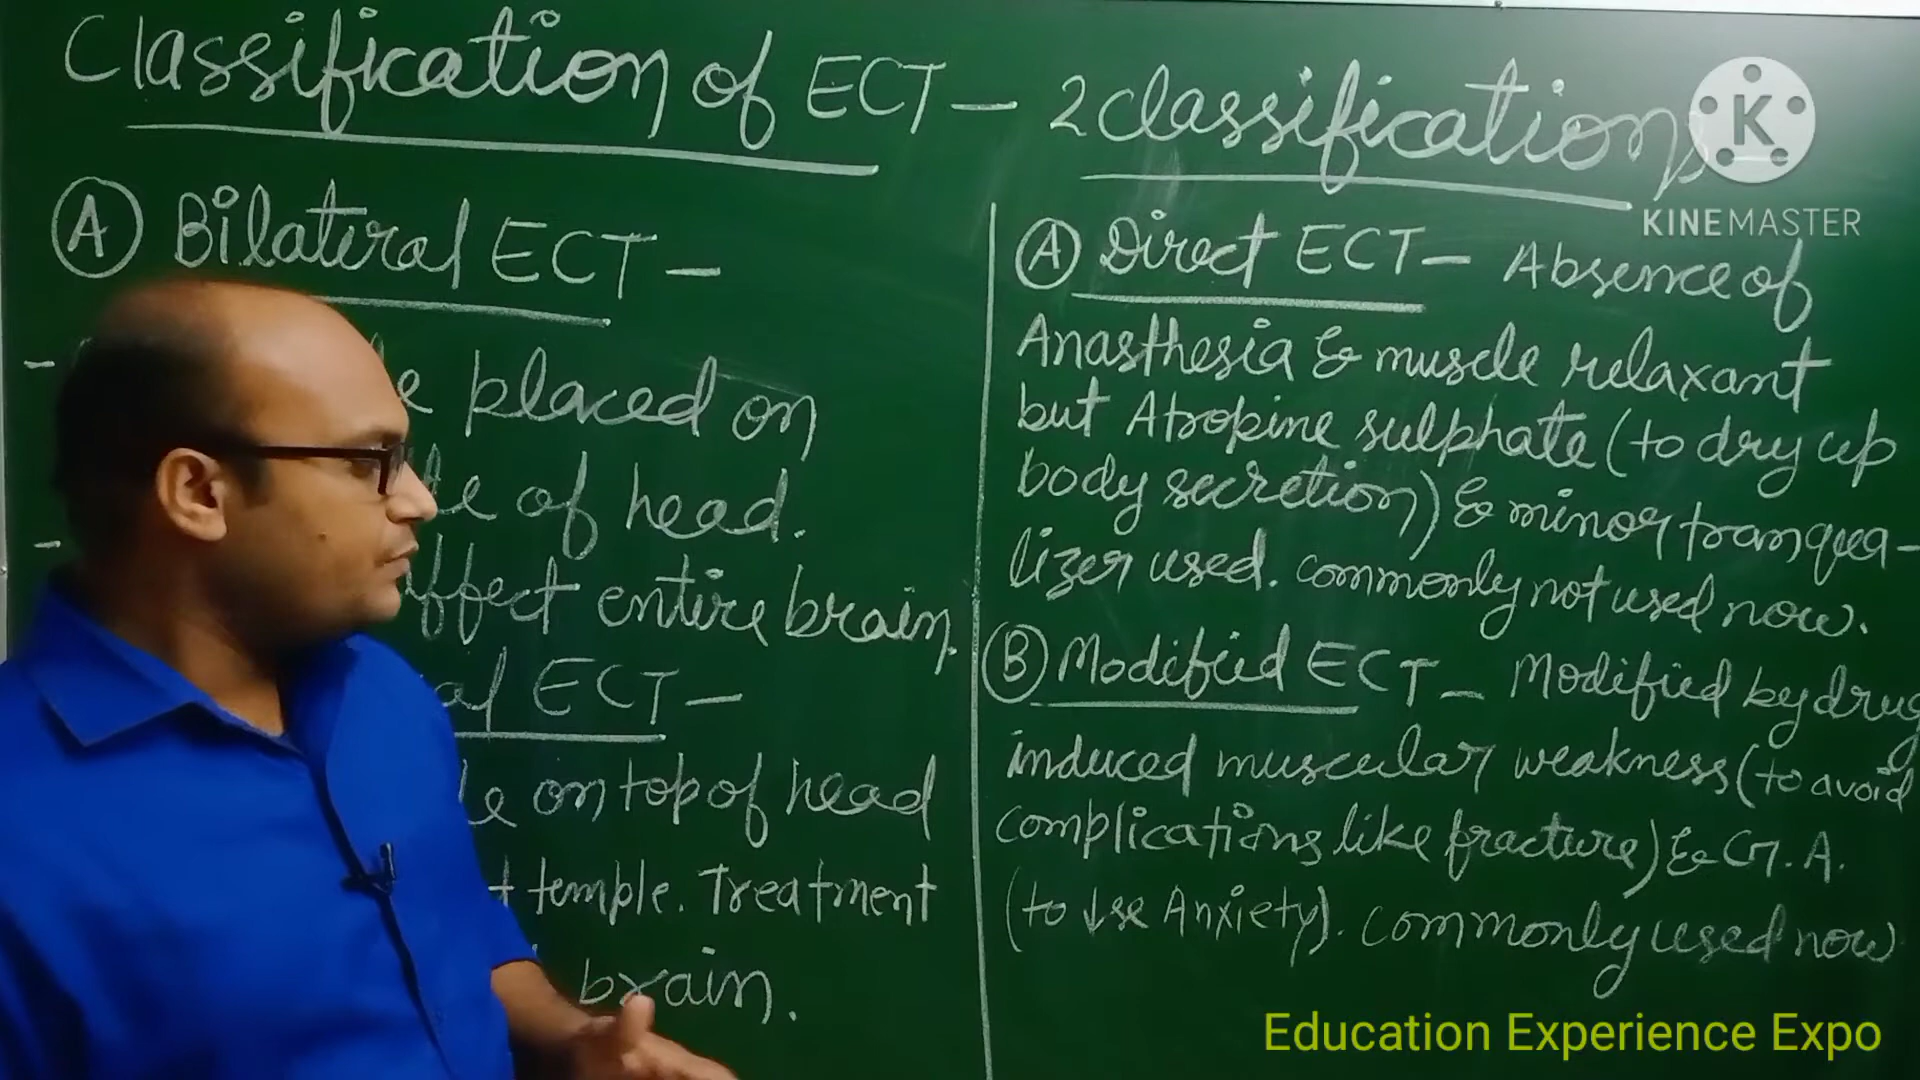 Classification of ECT - 2 classifications
A Bilateral ECT -
placed on
of head.
effect entire brain.
ECT -
on top of head
temple. Treatment
brain.
A Direct ECT - Absence of
Anasthesia & muscle relaxant
but Atropine sulphate (to dry up
body secretion) & minor tranqua-
lizer used. commonly not used now.
B Modified ECT - Modified by drug
induced muscular weakness (to avoid
complications like fracture) & G.A.
(to ↓se Anxiety). commonly used now
K
KINEMASTER
Education Experience Expo